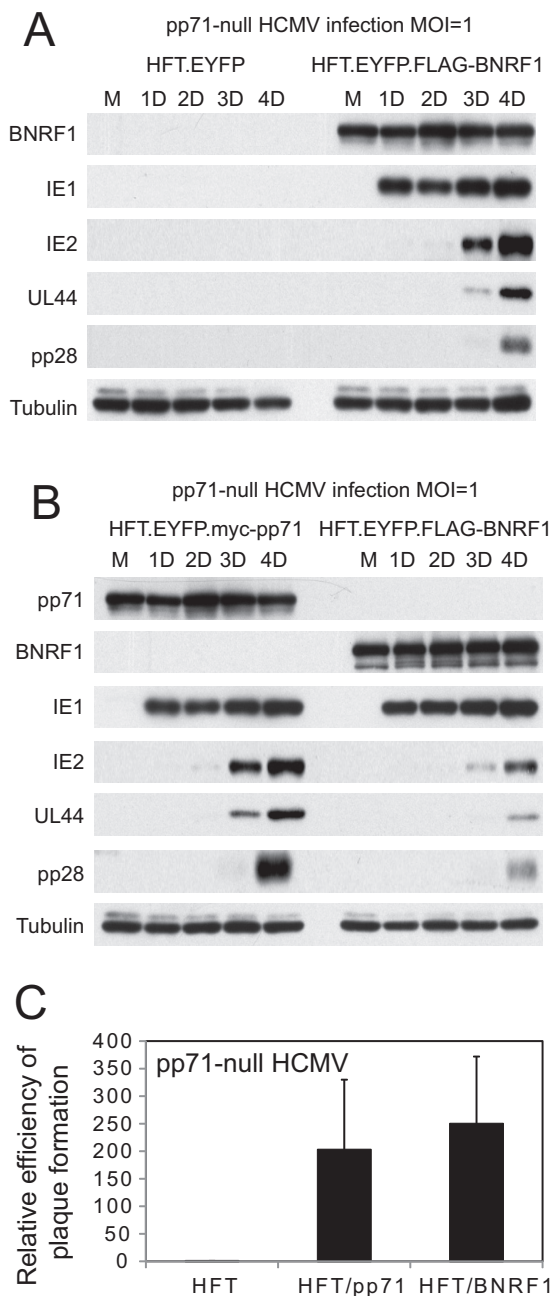 A
pp71-null HCMV infection MOI=1
HFT.EYFP HFT.EYFP.FLAG-BNRF1
M 1D 2D 3D 4D M 1D 2D 3D 4D
BNRF1
IE1
IE2
UL44
pp28
Tubulin
B
pp71-null HCMV infection MOI=1
HFT.EYFP.myc-pp71 HFT.EYFP.FLAG-BNRF1
M 1D 2D 3D 4D M 1D 2D 3D 4D
pp71
BNRF1
IE1
IE2
UL44
pp28
Tubulin
C
Relative efficiency of
plaque formation
pp71-null HCMV
400
350
300
250
200
150
100
50
0
HFT HFT/pp71 HFT/BNRF1